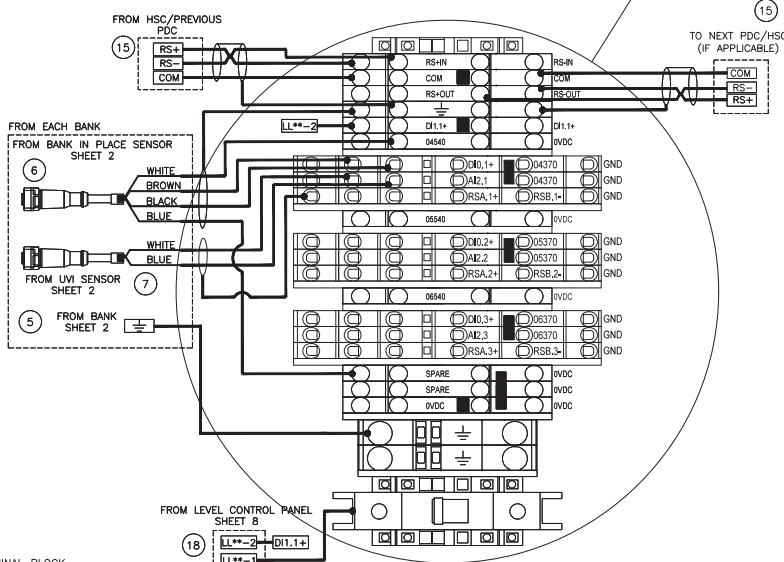 FROM HSC/PREVIOUS
PDC
15
RS+
RS-
COM
15
TO NEXT PDC/HSC
(IF APPLICABLE)
COM
RS-
RS+
RS+IN
RS-IN
COM
COM
RS+OUT
RS-OUT
LL**-2
DI1.1+
DI1.1+
04540
0VDC
FROM EACH BANK
FROM BANK IN PLACE SENSOR
SHEET 2
6
WHITE
BROWN
BLACK
BLUE
WHITE
BLUE
FROM UVI SENSOR
SHEET 2
7
5
FROM BANK
SHEET 2
DI0.1+
04370
GND
AI2.1
04370
GND
RSA.1+
RSB.1-
GND
05540
0VDC
DI0.2+
05370
GND
AI2.2
05370
GND
RSA.2+
RSB.2-
GND
06540
0VDC
DI0.3+
06370
GND
AI2.3
06370
GND
RSA.3+
RSB.3-
GND
SPARE
0VDC
SPARE
0VDC
0VDC
0VDC
FROM LEVEL CONTROL PANEL
SHEET 8
18
LL**-2
DI1.1+
LL**-1